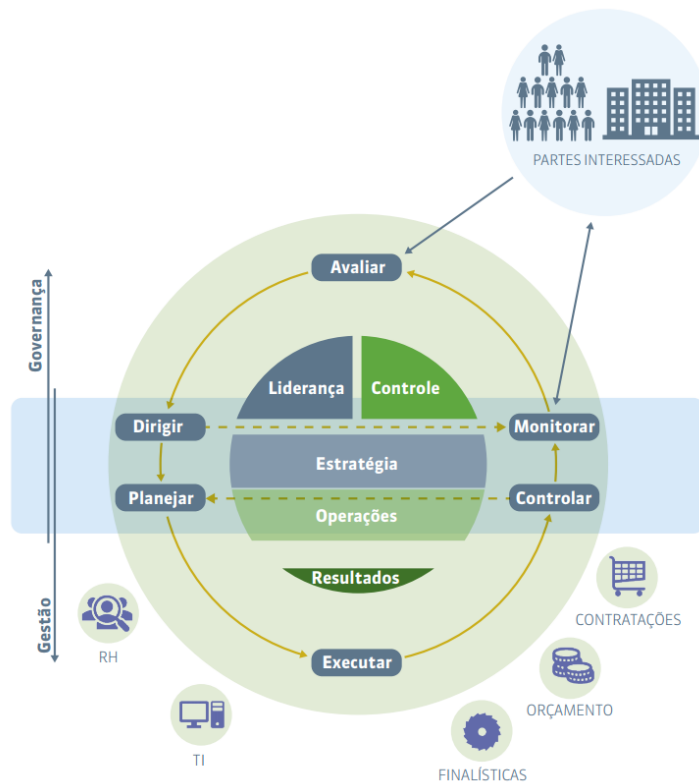 PARTES INTERESSADAS
Avaliar
Governança
Liderança
Controle
Dirigir
Monitorar
Estratégia
Planejar
Controlar
Operações
Resultados
Gestão
CONTRATAÇÕES
RH
Executar
ORÇAMENTO
TI
FINALÍSTICAS